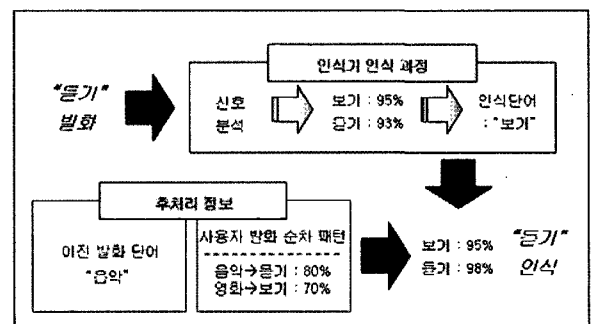 인식기 인식 과정
"듣기"
발화
신호
분석
보기 : 95%
듣기 : 93%
인식단어
: "보기"
후처리 정보
이전 발화 단어
"음악"
사용자 발화 순차 패턴
음악→듣기 : 80%
영화→보기 : 70%
보기 : 95%
듣기 : 98%
"듣기"
인식